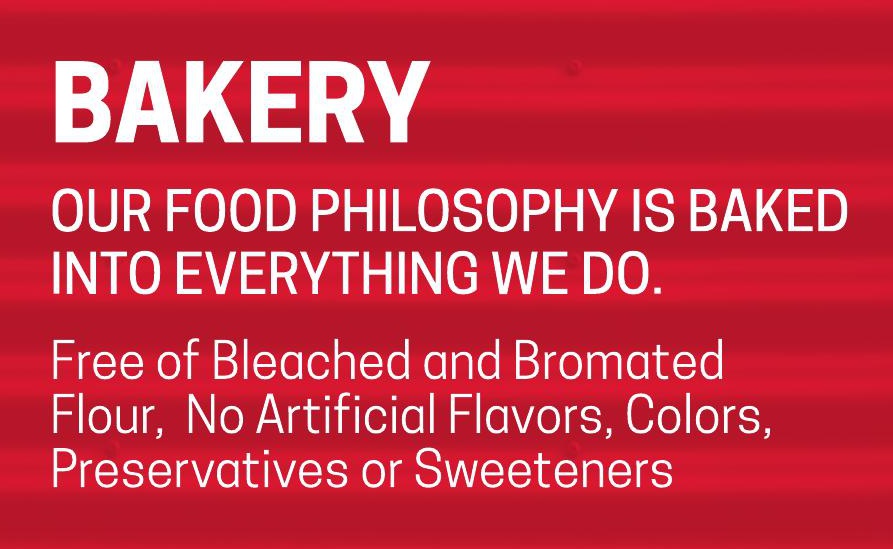 BAKERY
OUR FOOD PHILOSOPHY IS BAKED
INTO EVERYTHING WE DO.
Free of Bleached and Bromated
Flour,  No Artificial Flavors, Colors,
Preservatives or Sweeteners